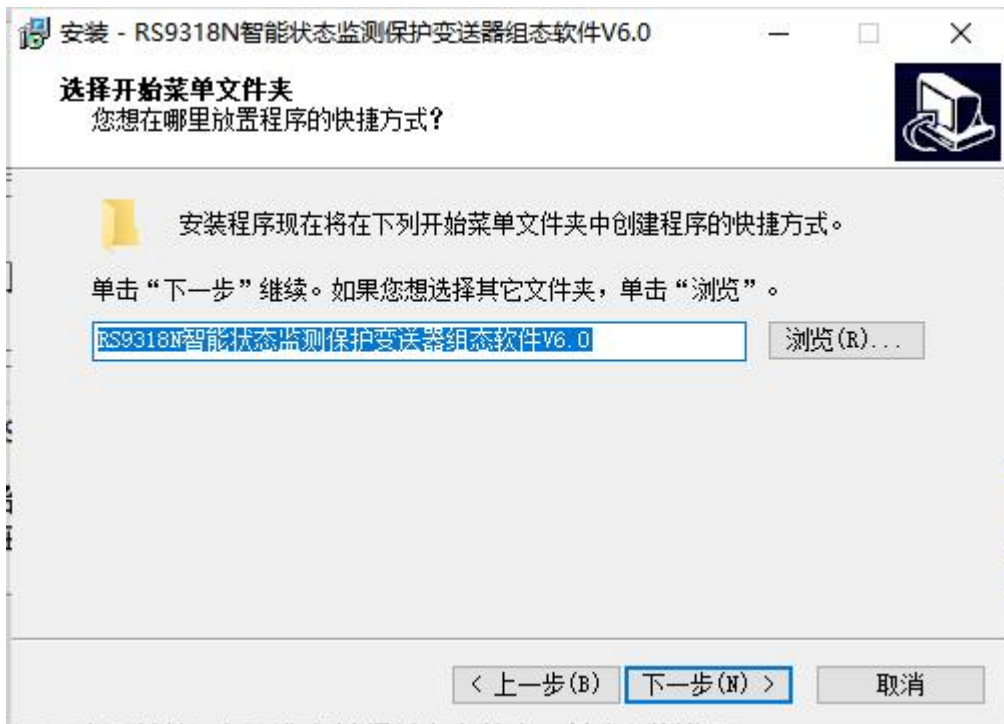 安装 - RS9318N智能状态监测保护变送器组态软件V6.0
选择开始菜单文件夹
您想在哪里放置程序的快捷方式?
安装程序现在将在下列开始菜单文件夹中创建程序的快捷方式。
单击“下一步”继续。如果您想选择其它文件夹，单击“浏览”。
RS9318N智能状态监测保护变送器组态软件V6.0
浏览(R)...
< 上一步(B)
下一步(N) >
取消